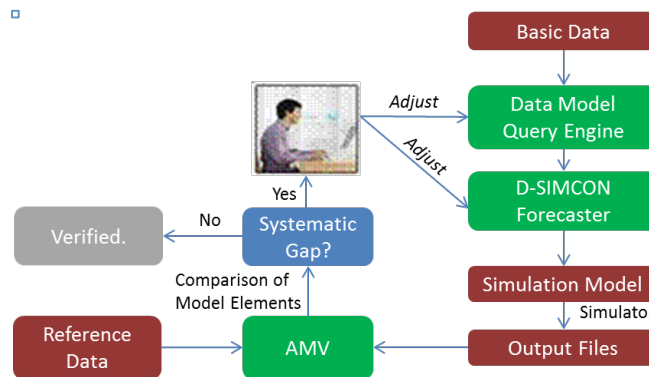 Basic Data
Adjust
Data Model
Query Engine
Adjust
D-SIMCON
Forecaster
Yes
No
Verified.
Systematic
Gap?
Comparison of
Model Elements
Simulation Model
Simulato
Reference
Data
AMV
Output Files